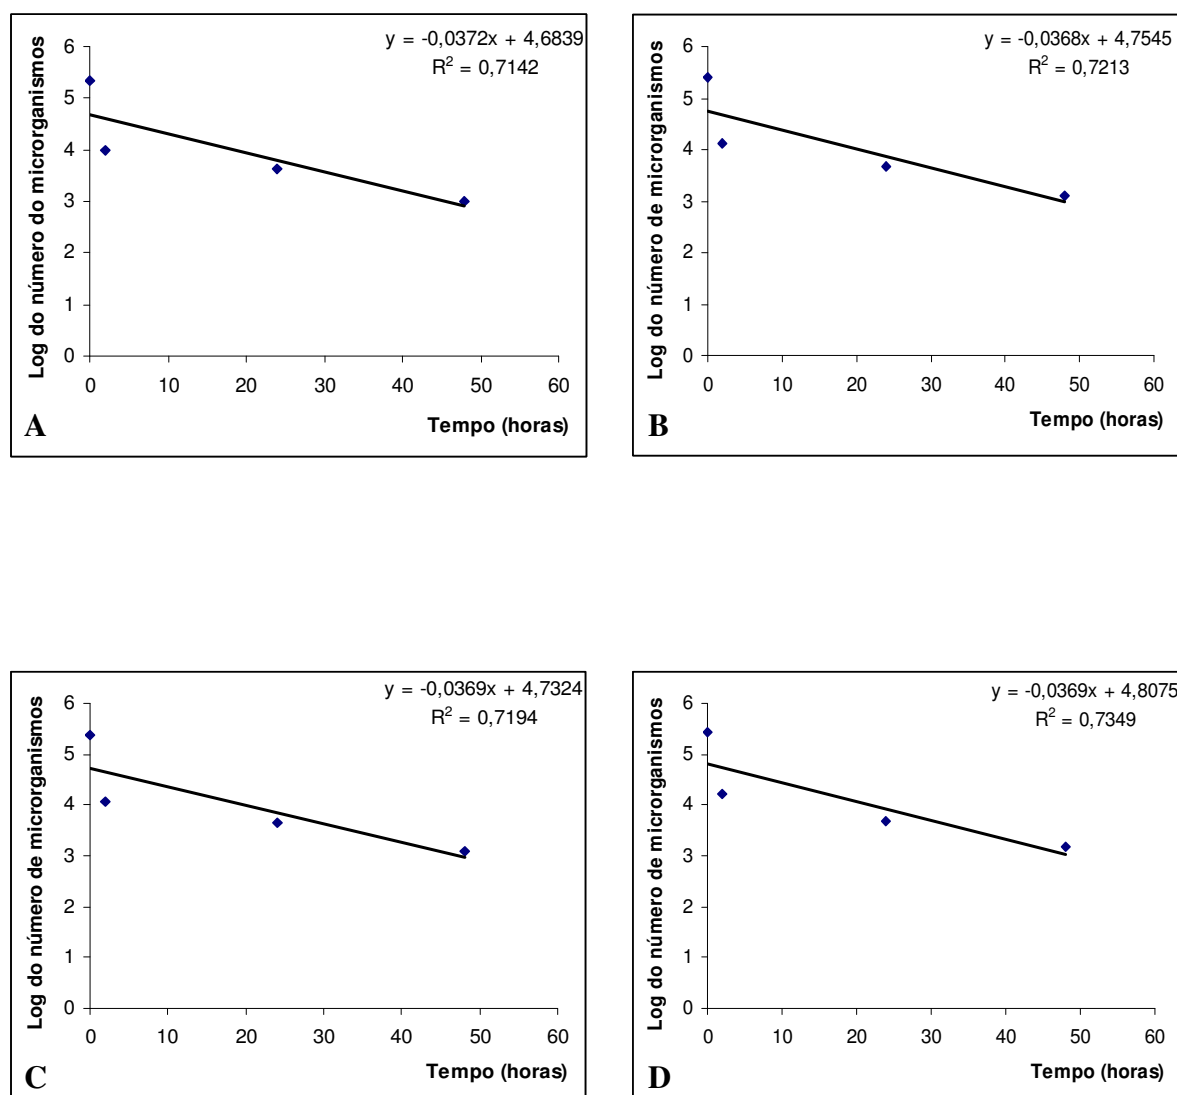 y = -0,0372x + 4,6839
R² = 0,7142
Log do número do microrganismos
6
5
4
3
2
1
0
0 10 20 30 40 50 60
Tempo (horas)
A
y = -0,0368x + 4,7545
R² = 0,7213
Log do número de microrganismos
6
5
4
3
2
1
0
0 10 20 30 40 50 60
Tempo (horas)
B
y = -0,0369x + 4,7324
R² = 0,7194
Log do número de microrganismos
6
5
4
3
2
1
0
0 10 20 30 40 50 60
Tempo (horas)
C
y = -0,0369x + 4,8075
R² = 0,7349
Log do número de microrganismos
6
5
4
3
2
1
0
0 10 20 30 40 50 60
Tempo (horas)
D